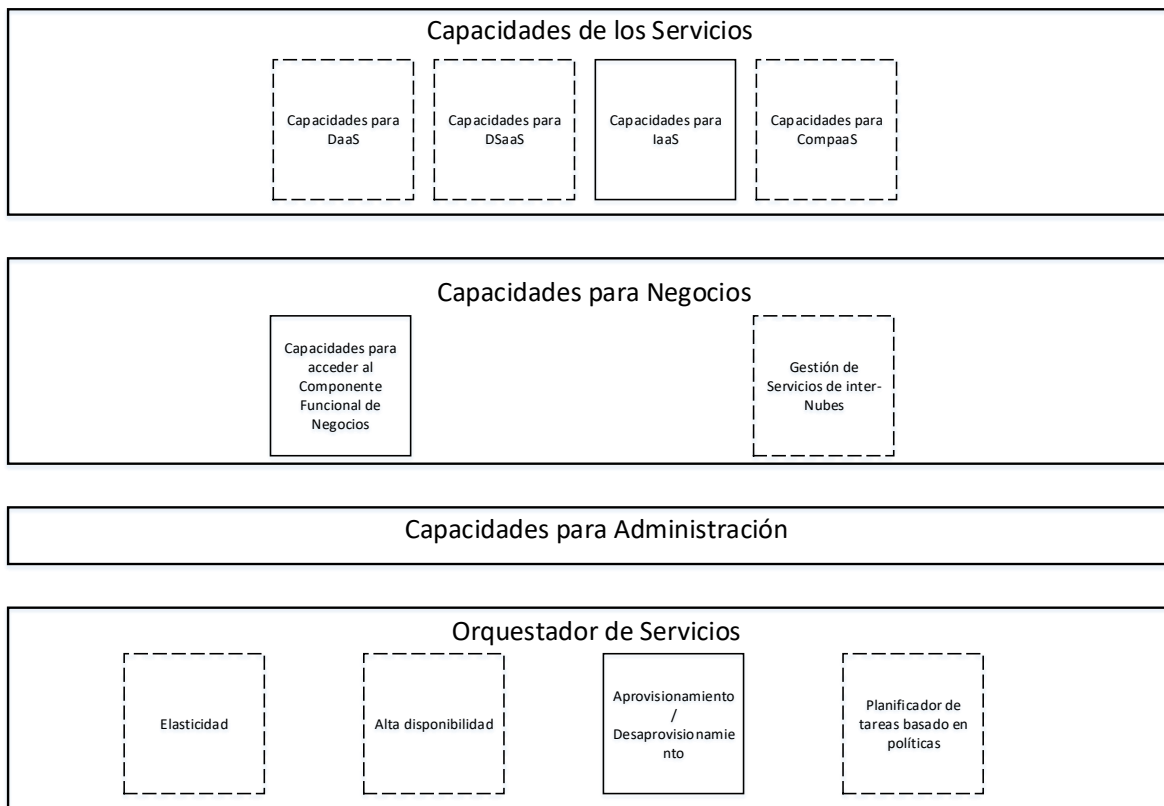 Capacidades de los Servicios
Capacidades para
DaaS
Capacidades para
DSaaS
Capacidades para
IaaS
Capacidades para
CompaaS
Capacidades para Negocios
Capacidades para
acceder al
Componente
Funcional de
Negocios
Gestión de
Servicios de inter-
Nubes
Capacidades para Administración
Orquestador de Servicios
Elasticidad
Alta disponibilidad
Aprovisionamiento
/
Desaprovisionamie
nto
Planificador de
tareas basado en
políticas